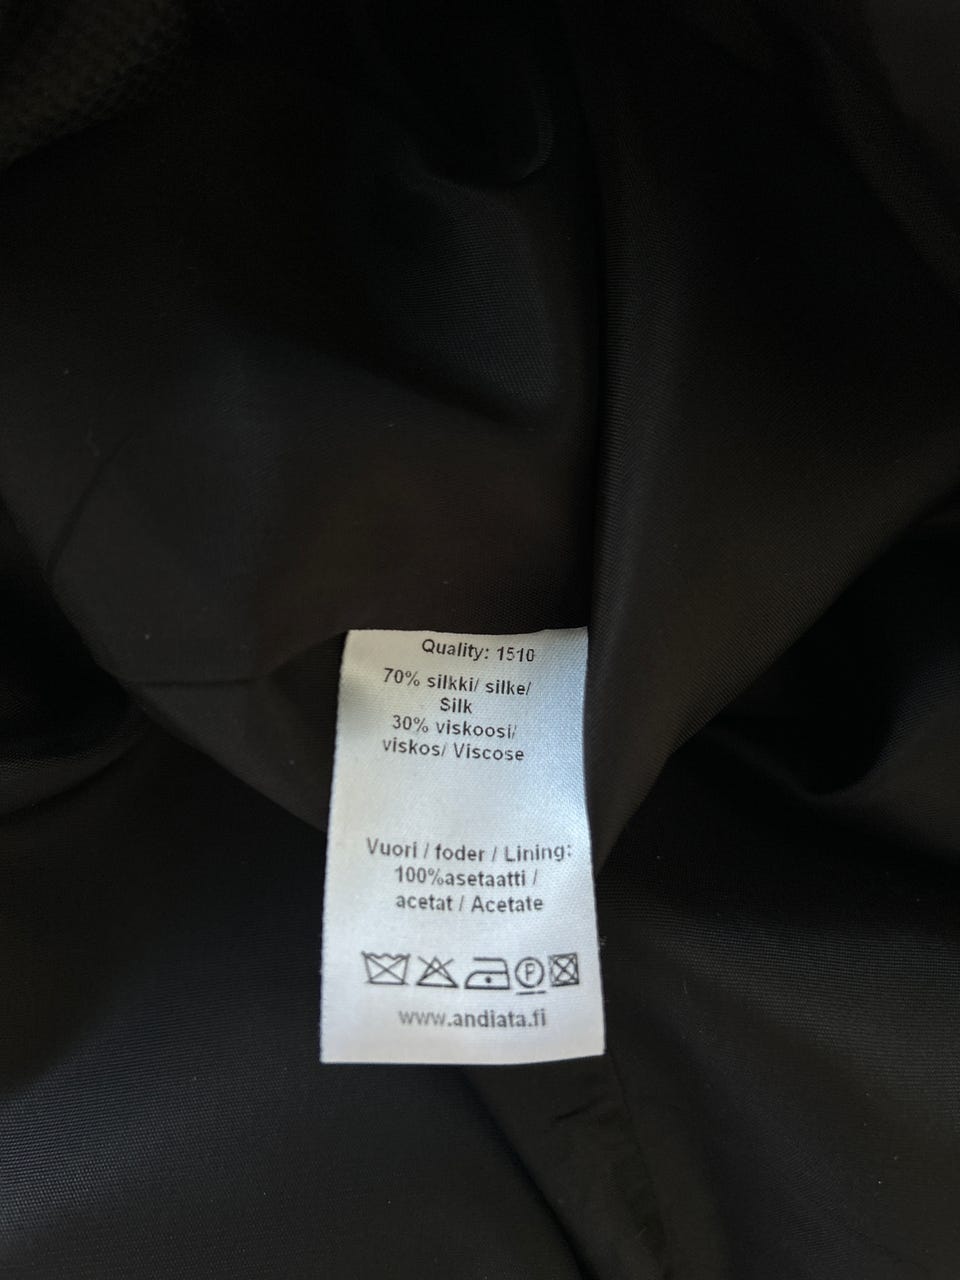 Quality: 1510
70% silkki/ silke/
Silk
30% viskoosi/
viskos/ Viscose
Vuori / foder / Lining:
100%asetaatti /
acetat / Acetate
P
www.andiata.fi